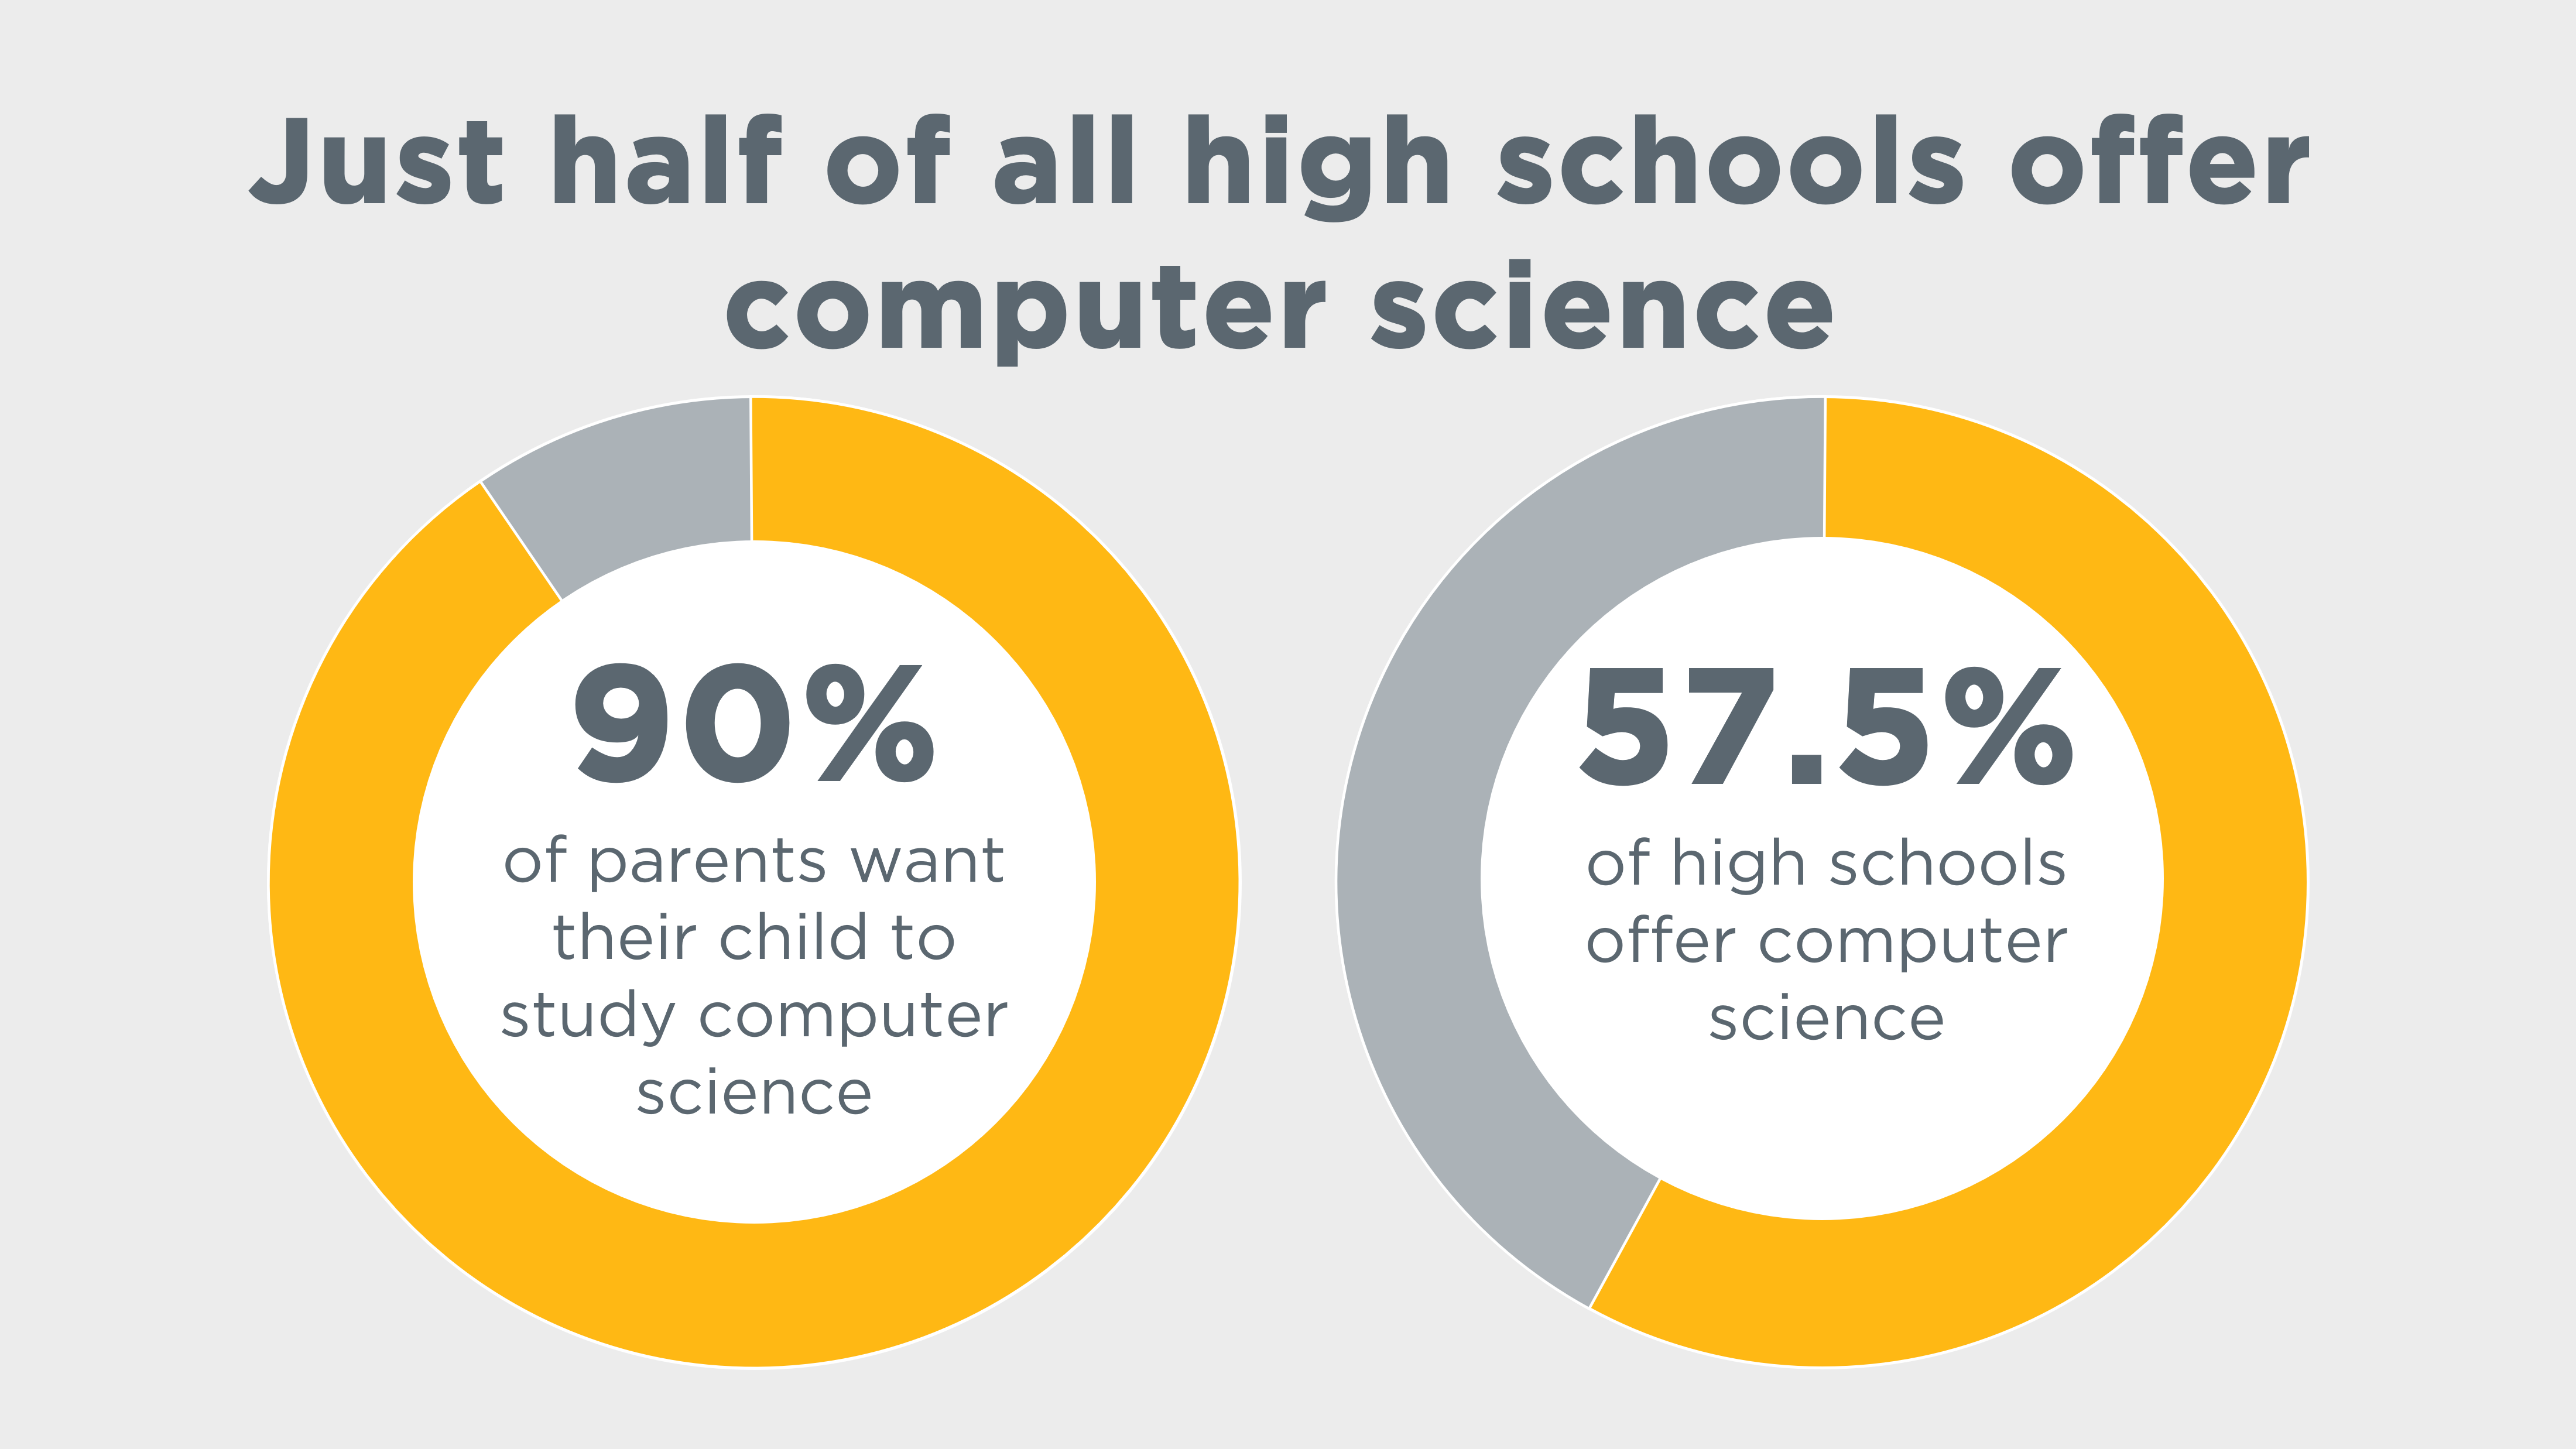 Just half of all high schools offer
computer science
90%
of parents want
their child to
study computer
science
57.5%
of high schools
offer computer
science